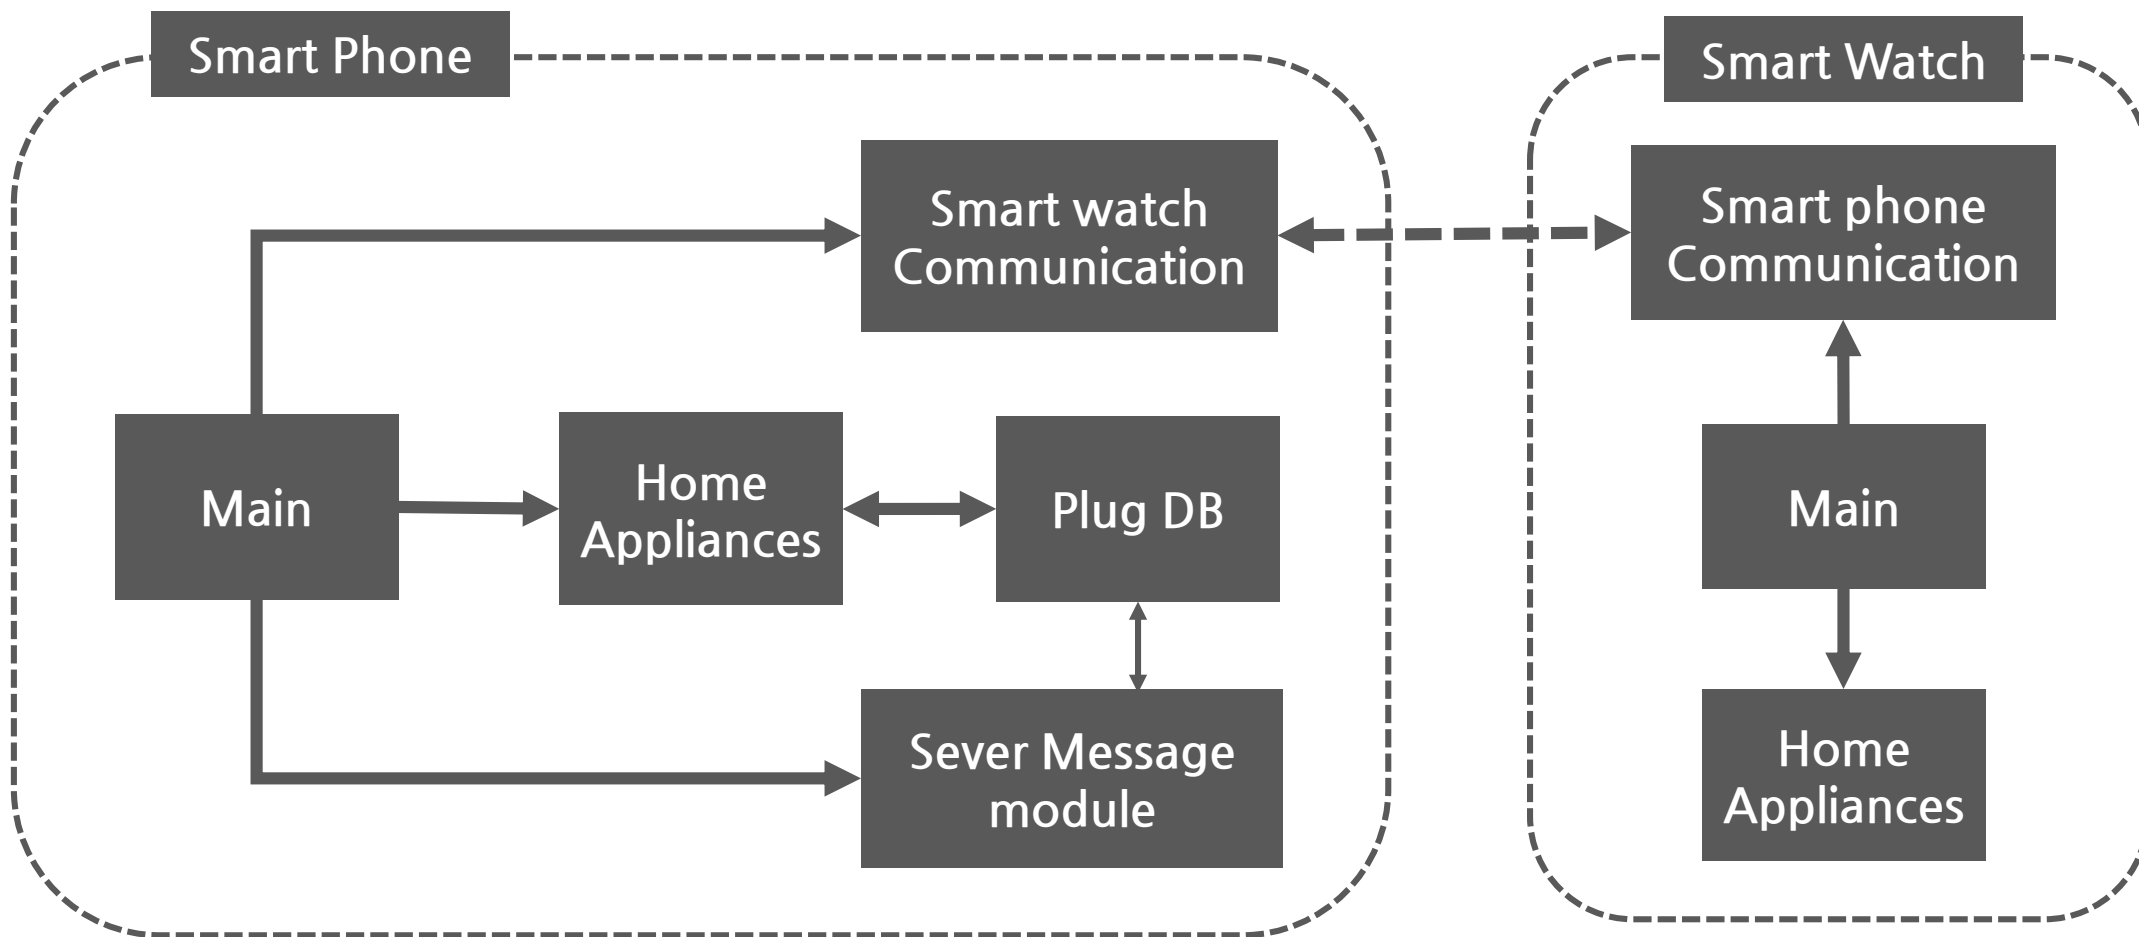 Smart Phone
Smart watch
Communication
Main
Home
Appliances
Plug DB
Sever Message
module
Smart Watch
Smart phone
Communication
Main
Home
Appliances